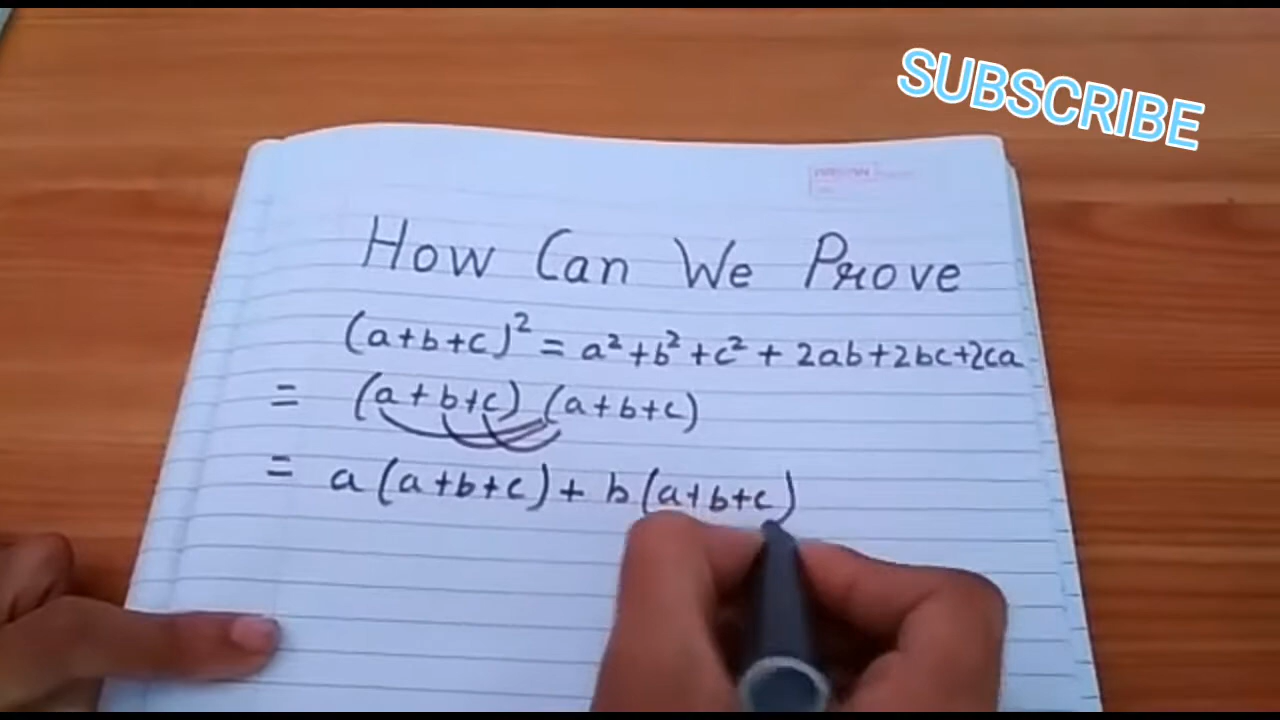 SUBSCRIBE
How Can We Prove
(a+b+c)² = a²+b²+c²+2ab+2bc+2ca
= (a+b+c)(a+b+c)
= a(a+b+c)+b(a+b+c)